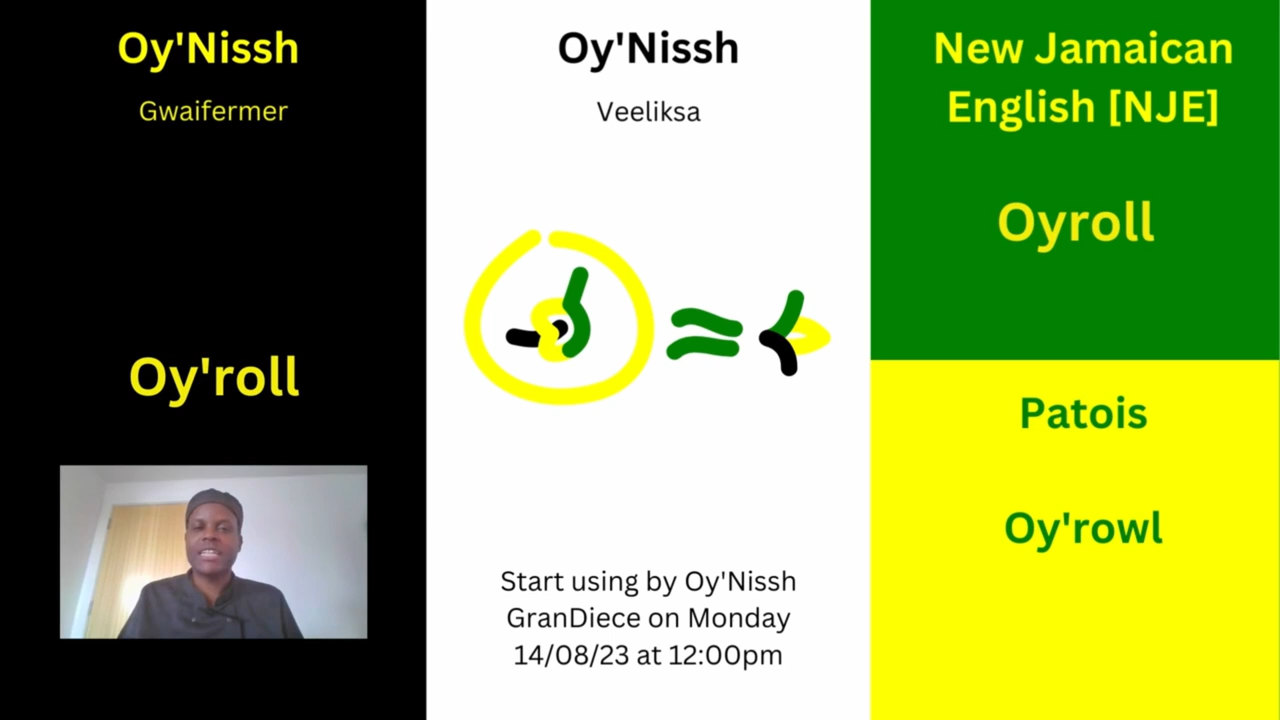 Oy'Nissh
Gwaifermer
Oy'roll
Oy'Nissh
Veeliksa
Start using by Oy'Nissh
GranDiece on Monday
14/08/23 at 12:00pm
New Jamaican
English [NJE]
Oyroll
Patois
Oy'rowl